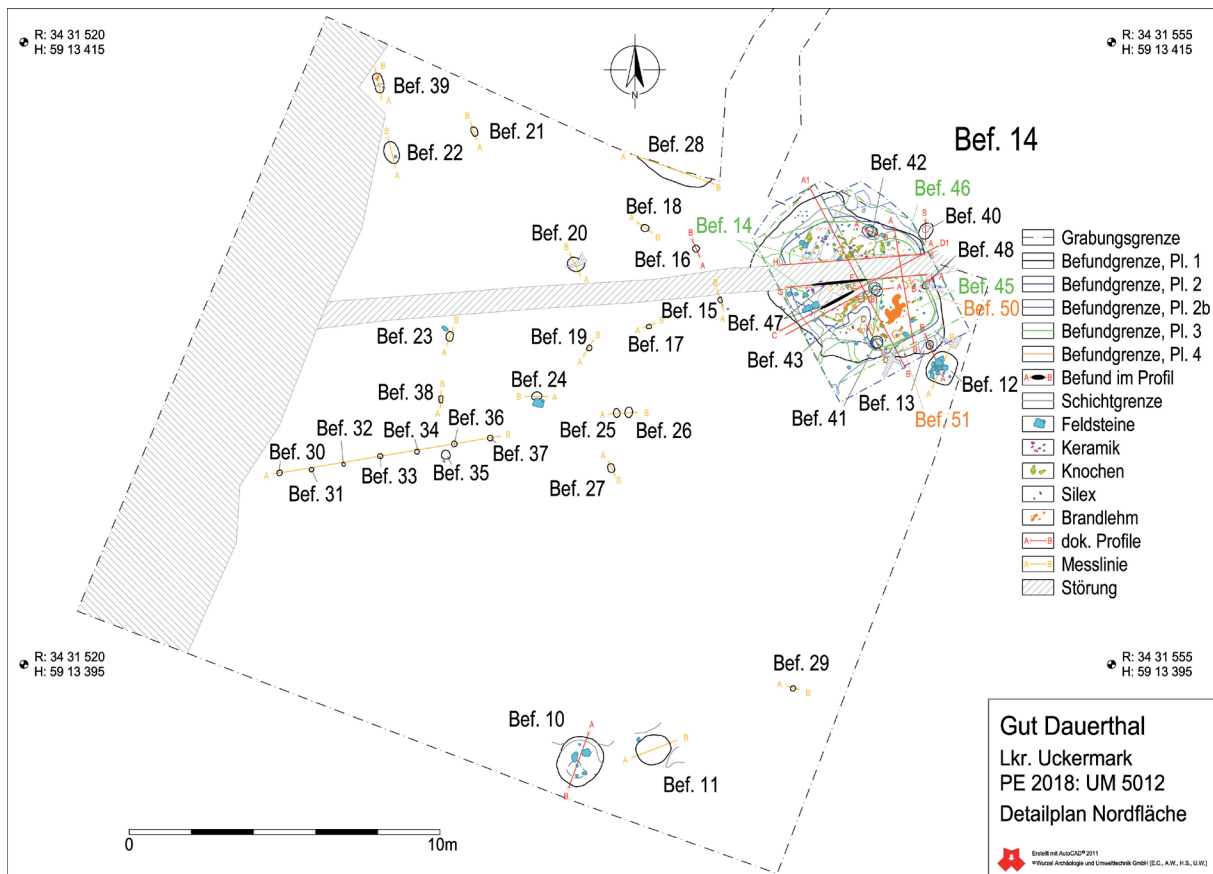 R: 34 31 520
H: 59 13 415
R: 34 31 555
H: 59 13 415
N
Bef. 14
Bef. 39
Bef. 21
Bef. 22
Bef. 28
Bef. 42
Bef. 46
Bef. 18
Bef. 14
Bef. 40
Bef. 20
Bef. 16
Bef. 48
Bef. 45
Bef. 15
Bef. 50
Bef. 23
Bef. 19
Bef. 17
Bef. 47
Bef. 43
Bef. 24
Bef. 38
Bef. 12
Bef. 41
Bef. 13
Bef. 51
Bef. 36
Bef. 34
Bef. 32
Bef. 30
Bef. 25
Bef. 26
Bef. 37
Bef. 35
Bef. 33
Bef. 31
Bef. 27
Bef. 29
Bef. 10
Bef. 11
A
B
A1
D1
H
G
C
Grabungsgrenze
Befundgrenze, Pl. 1
Befundgrenze, Pl. 2
Befundgrenze, Pl. 2b
Befundgrenze, Pl. 3
Befundgrenze, Pl. 4
A B Befund im Profil
Schichtgrenze
Feldsteine
Keramik
Knochen
Silex
Brandlehm
A B dok. Profile
A B Messlinie
Störung
R: 34 31 520
H: 59 13 395
R: 34 31 555
H: 59 13 395
0 10m
Gut Dauerthal
Lkr. Uckermark
PE 2018: UM 5012
Detailplan Nordfläche
Erstellt mit AutoCAD® 2011
©Wurzel Archäologie und Umwelttechnik GmbH [E.C., A.W., H.S., U.W.]